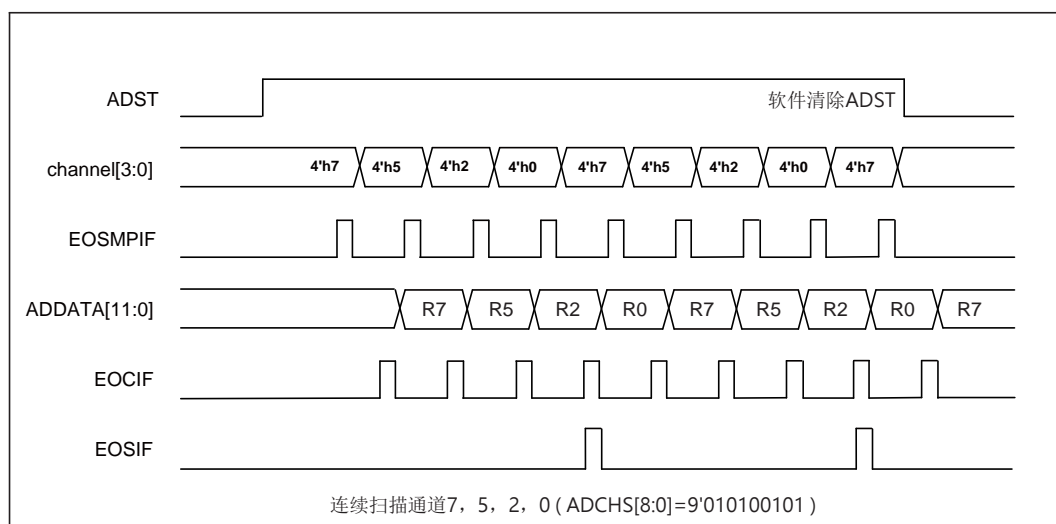 ADST
软件清除ADST
channel[3:0]
4'h7 4'h5 4'h2 4'h0 4'h7 4'h5 4'h2 4'h0 4'h7
EOSMPIF
ADDATA[11:0]
R7 R5 R2 R0 R7 R5 R2 R0 R7
EOCIF
EOSIF
连续扫描通道7，5，2，0 ( ADCHS[8:0]=9'010100101 )